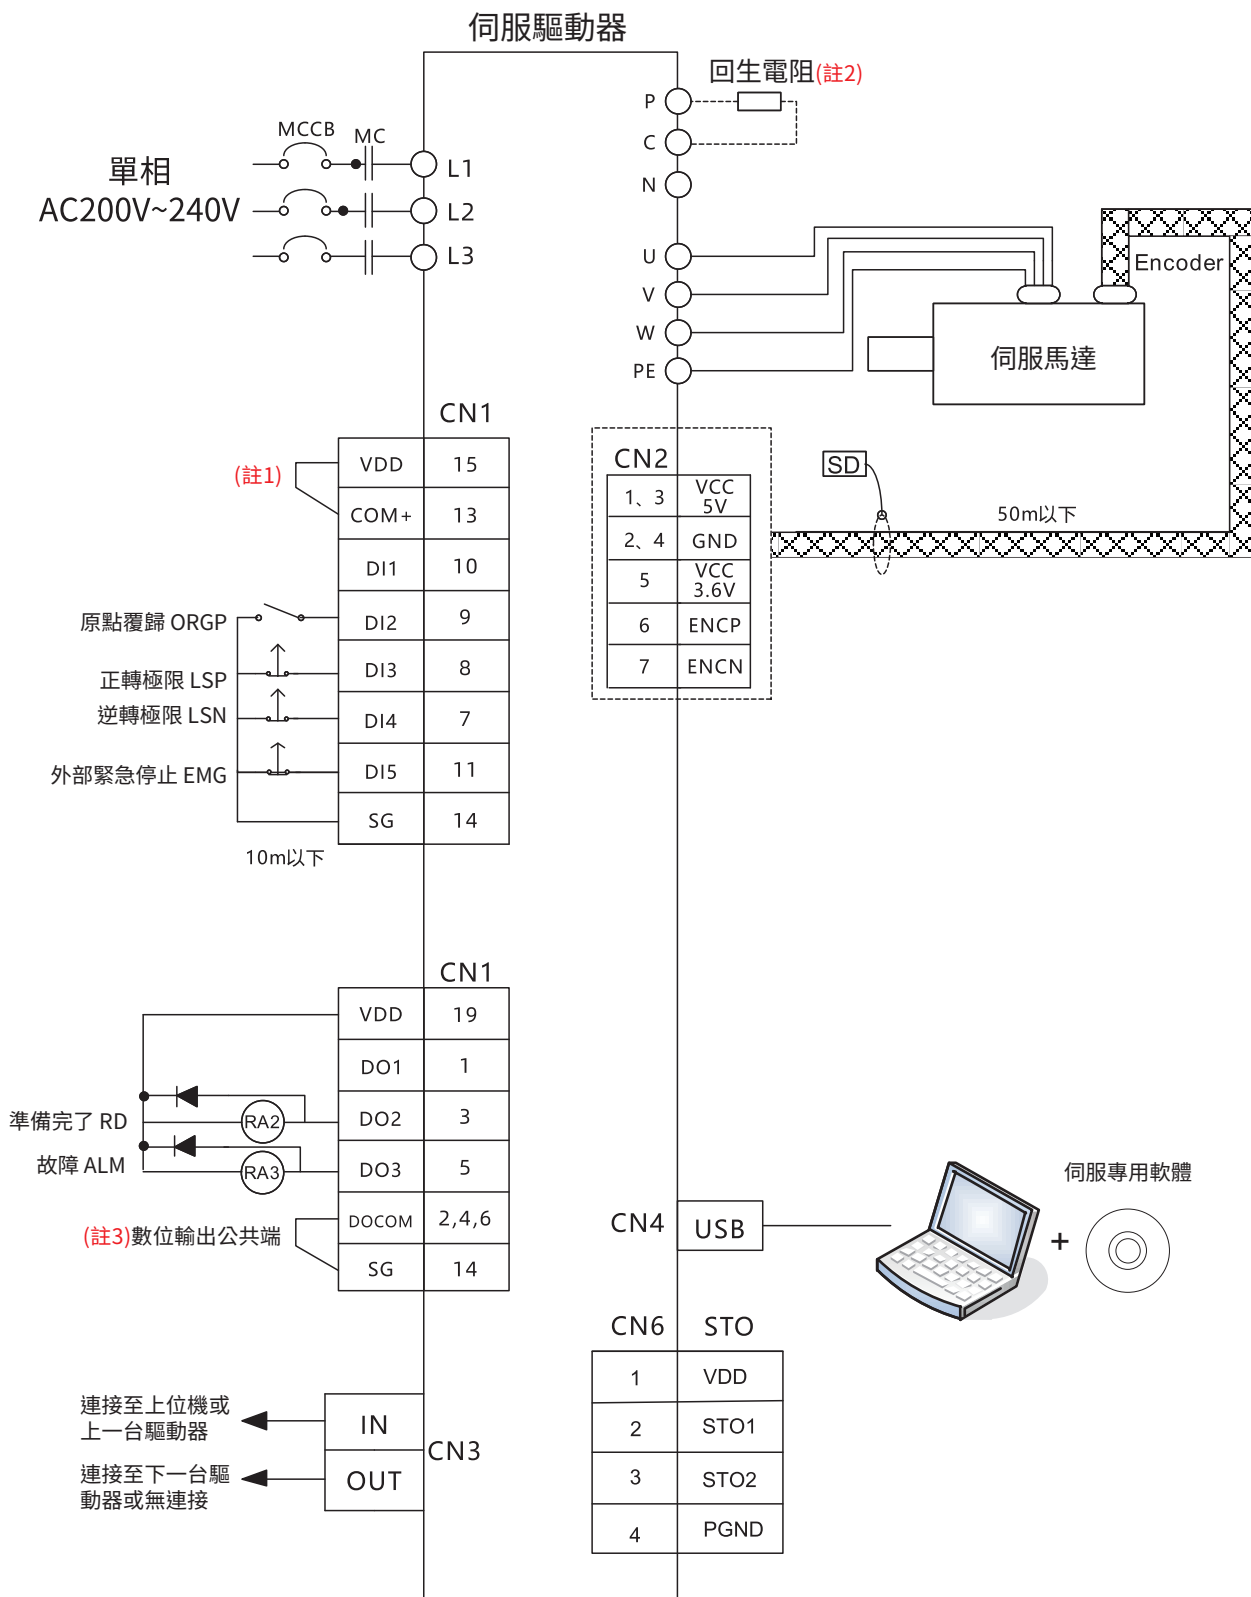 伺服驅動器
回生電阻(註2)
P
C
N
MCCB
MC
單相
AC200V~240V
L1
L2
L3
U
V
W
PE
Encoder
伺服馬達
CN1
(註1)
VDD 15
COM+ 13
DI1 10
原點覆歸 ORGP DI2 9
正轉極限 LSP DI3 8
逆轉極限 LSN DI4 7
外部緊急停止 EMG DI5 11
SG 14
10m以下
CN2
1、3 VCC 5V
2、4 GND
5 VCC 3.6V
6 ENCP
7 ENCN
SD
50m以下
CN1
VDD 19
DO1 1
準備完了 RD RA2 DO2 3
故障 ALM RA3 DO3 5
(註3)數位輸出公共端 DOCOM 2,4,6
SG 14
CN4 USB
+
伺服專用軟體
CN6 STO
1 VDD
2 STO1
3 STO2
4 PGND
連接至上位機或
上一台驅動器
IN
CN3
連接至下一台驅
動器或無連接
OUT